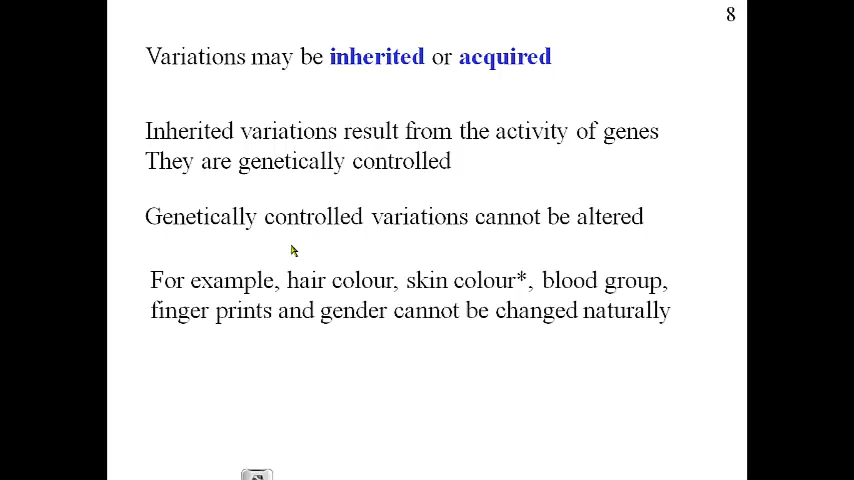 8
Variations may be inherited or acquired
Inherited variations result from the activity of genes
They are genetically controlled
Genetically controlled variations cannot be altered
For example, hair colour, skin colour*, blood group,
finger prints and gender cannot be changed naturally